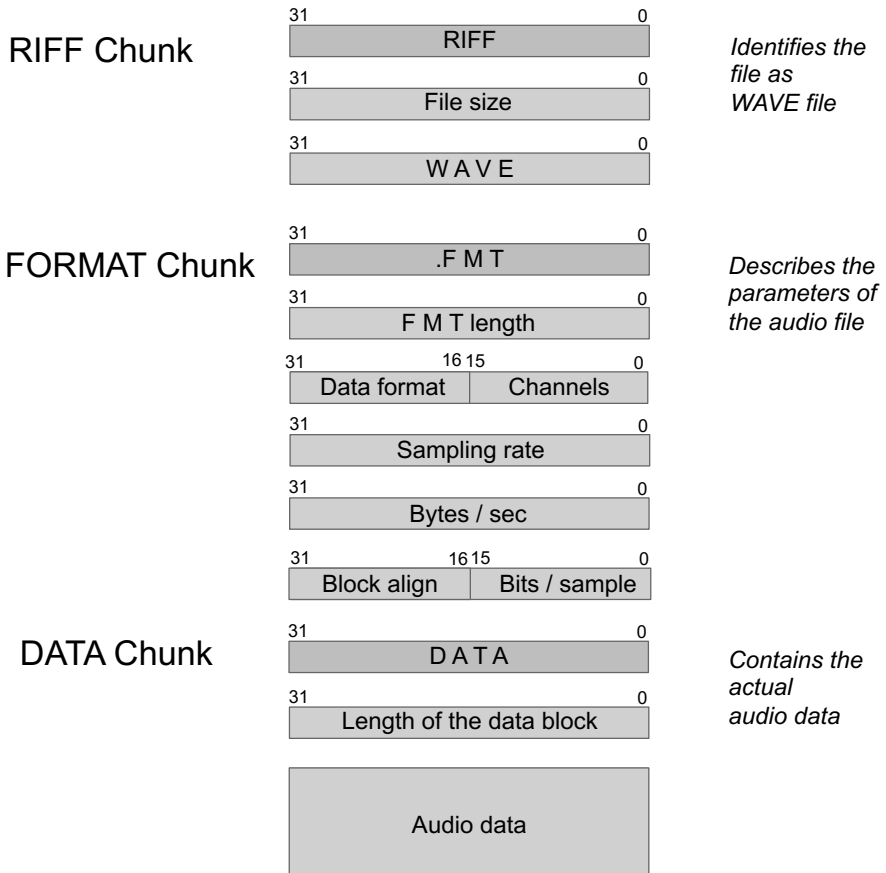 RIFF Chunk
31 0
RIFF
Identifies the
file as
WAVE file
31 0
File size
31 0
W A V E
FORMAT Chunk
31 0
.F M T
Describes the
parameters of
the audio file
31 0
F M T length
31 16 15 0
Data format Channels
31 0
Sampling rate
31 0
Bytes / sec
31 16 15 0
Block align Bits / sample
DATA Chunk
31 0
D A T A
Contains the
actual
audio data
31 0
Length of the data block
Audio data